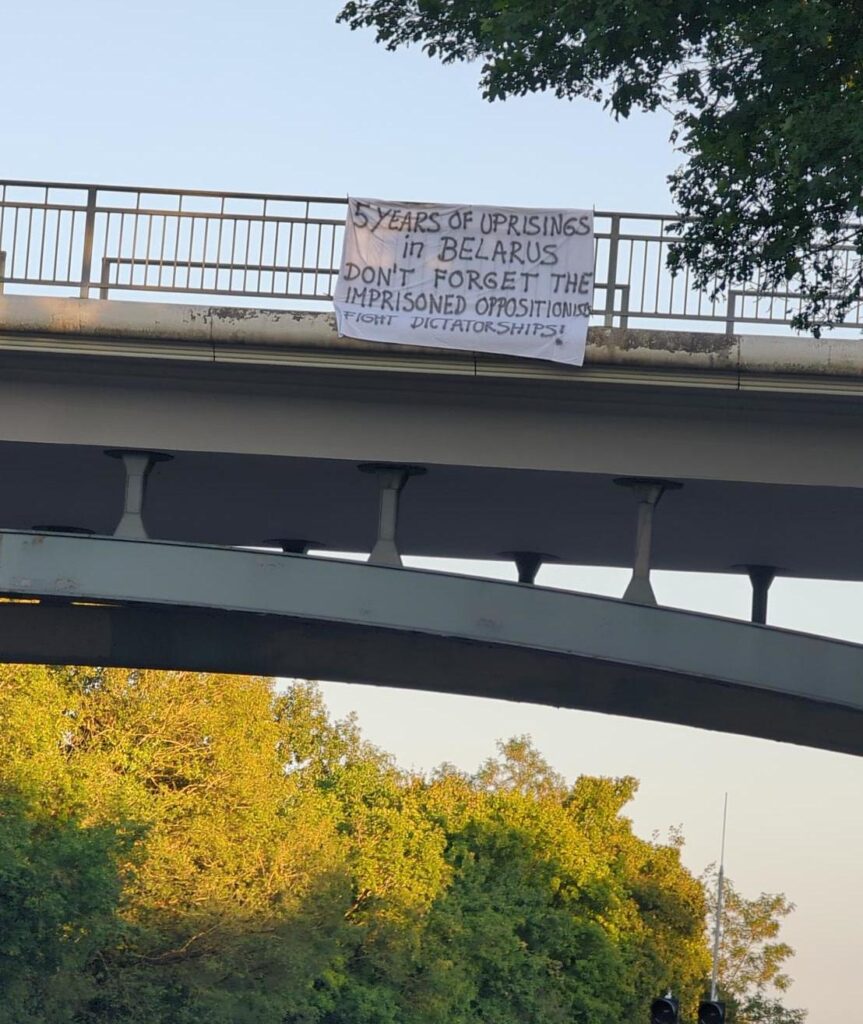 5 YEARS OF UPRISINGS
in BELARUS
DON'T FORGET THE
IMPRISONED OPPOSITIONISTS
FIGHT DICTATORSHIPS!